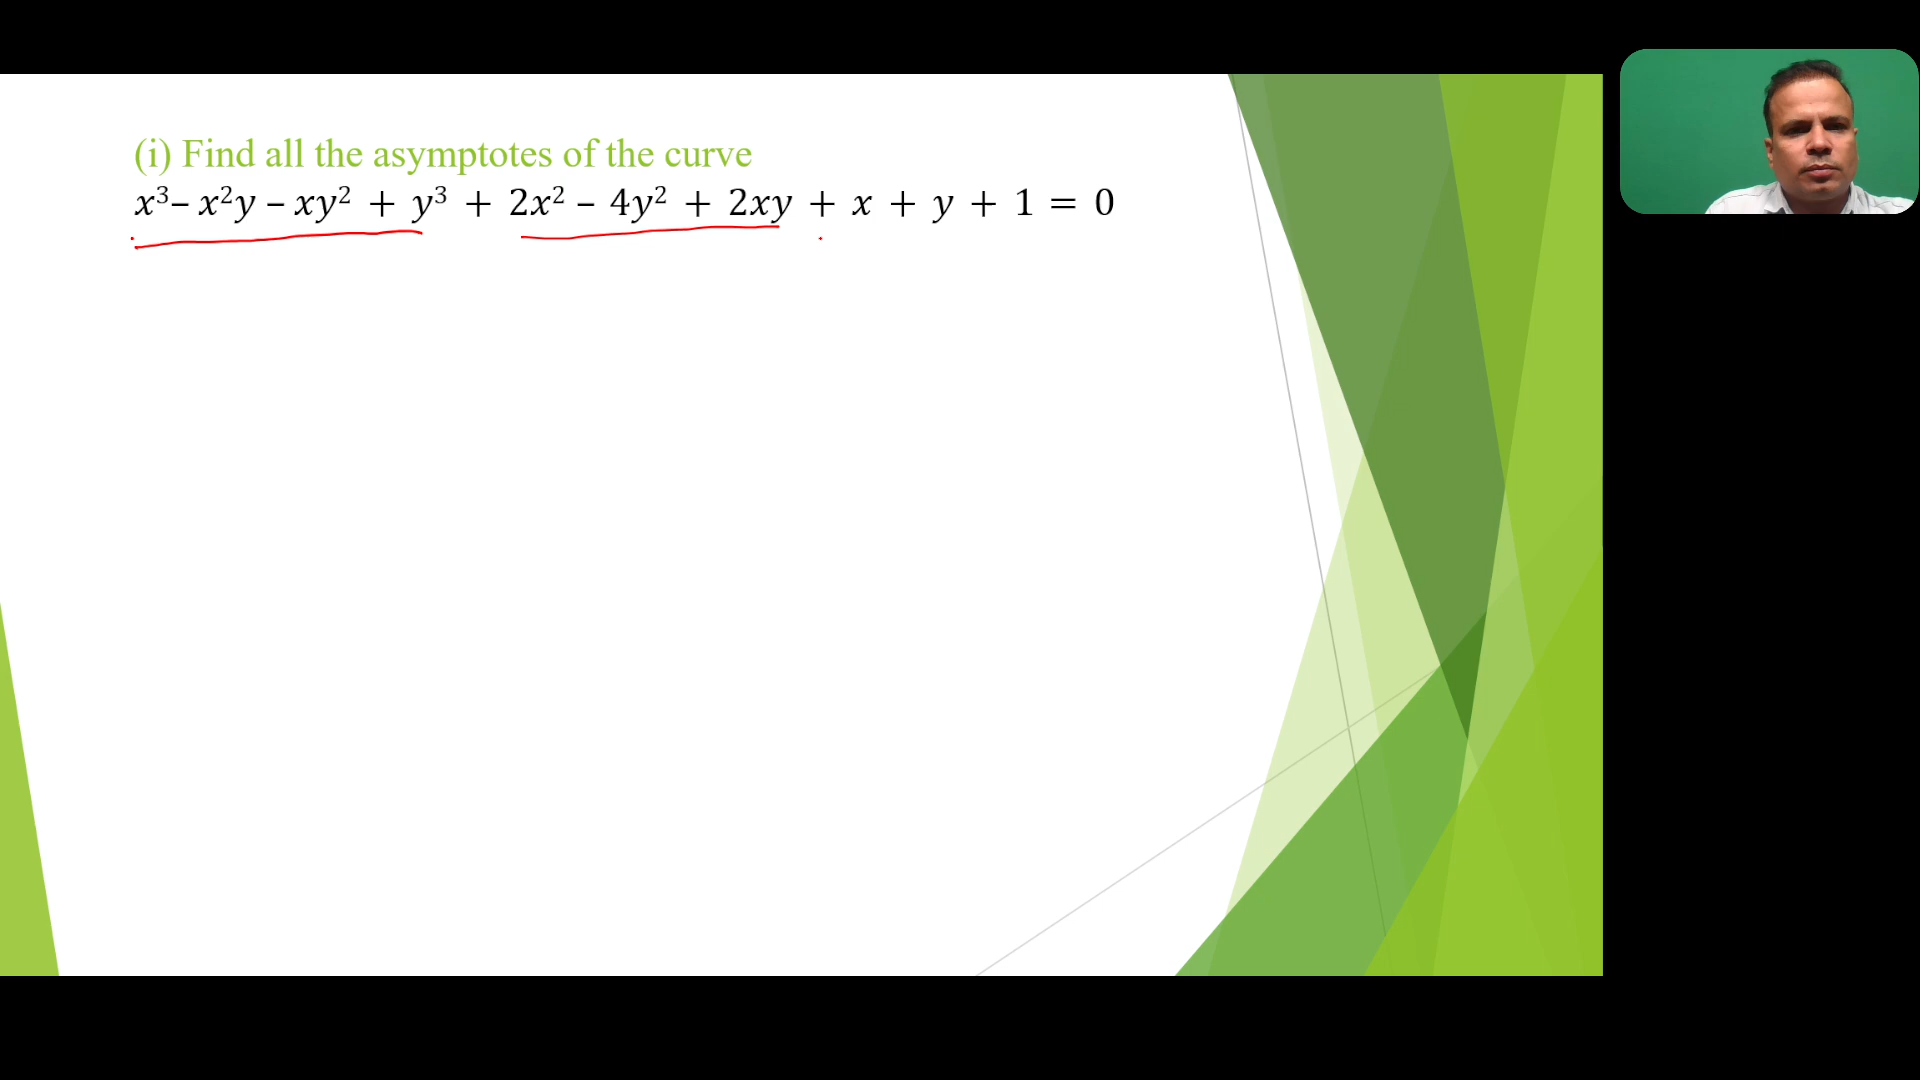 (i) Find all the asymptotes of the curve
x³– x²y – xy² + y³ + 2x² – 4y² + 2xy + x + y + 1 = 0